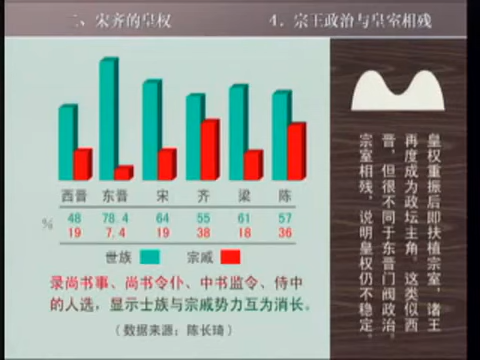 二、宋齐的皇权
4．宗王政治与皇室相残
西晋 东晋 宋 齐 梁 陈
% 48 78.4 64 55 61 57
19 7.4 19 38 18 36
世族 宗戚
录尚书事、尚书令仆、中书监令、侍中
的人选，显示士族与宗戚势力互为消长。
（数据来源：陈长琦）
皇权重振后即扶植宗室，诸王
再度成为政坛主角。这类似西
晋，但很不同于东晋门阀政治。
宗室相残，说明皇权仍不稳定。